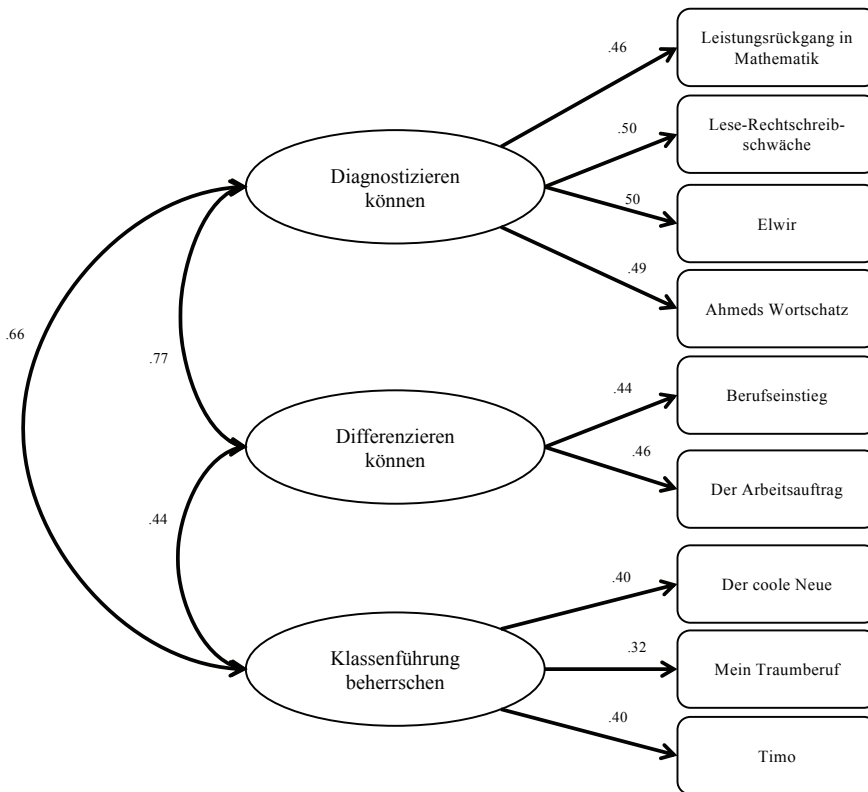 .46
Leistungsrückgang in
Mathematik
.50
Lese-Rechtschreib-
schwäche
Diagnostizieren
können
.50
Elwir
.49
Ahmeds Wortschatz
.66
.77
.44
Berufseinstieg
Differenzieren
können
.46
Der Arbeitsauftrag
.44
.40
Der coole Neue
.32
Mein Traumberuf
Klassenführung
beherrschen
.40
Timo